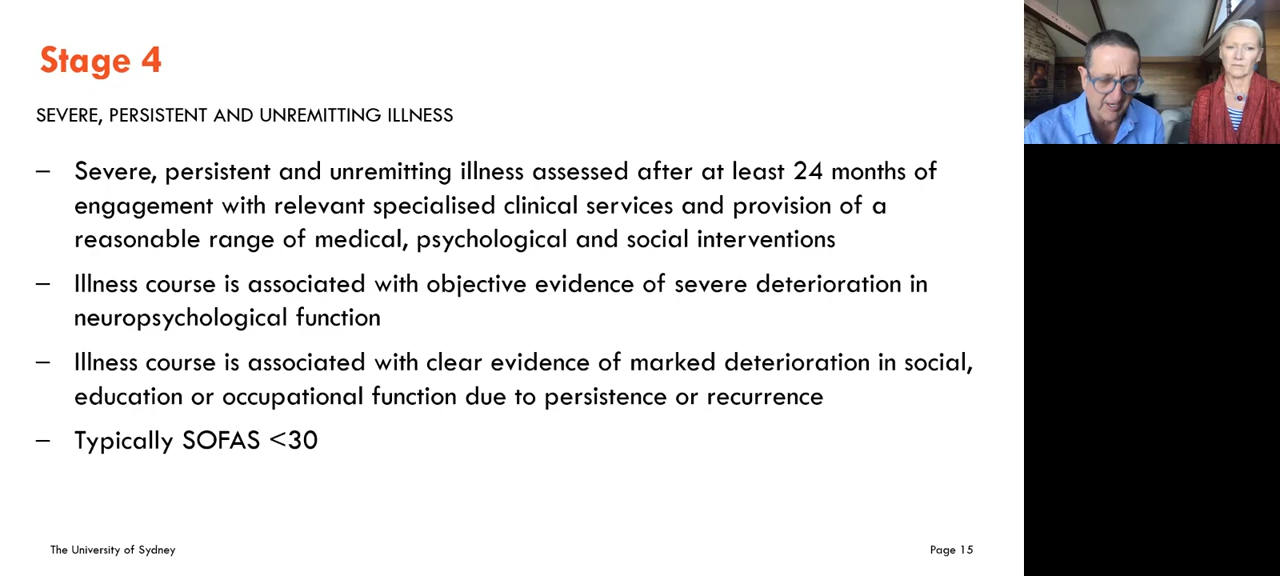 Stage 4
SEVERE, PERSISTENT AND UNREMITTING ILLNESS
– Severe, persistent and unremitting illness assessed after at least 24 months of
engagement with relevant specialised clinical services and provision of a
reasonable range of medical, psychological and social interventions
– Illness course is associated with objective evidence of severe deterioration in
neuropsychological function
– Illness course is associated with clear evidence of marked deterioration in social,
education or occupational function due to persistence or recurrence
– Typically SOFAS <30
The University of Sydney
Page 15